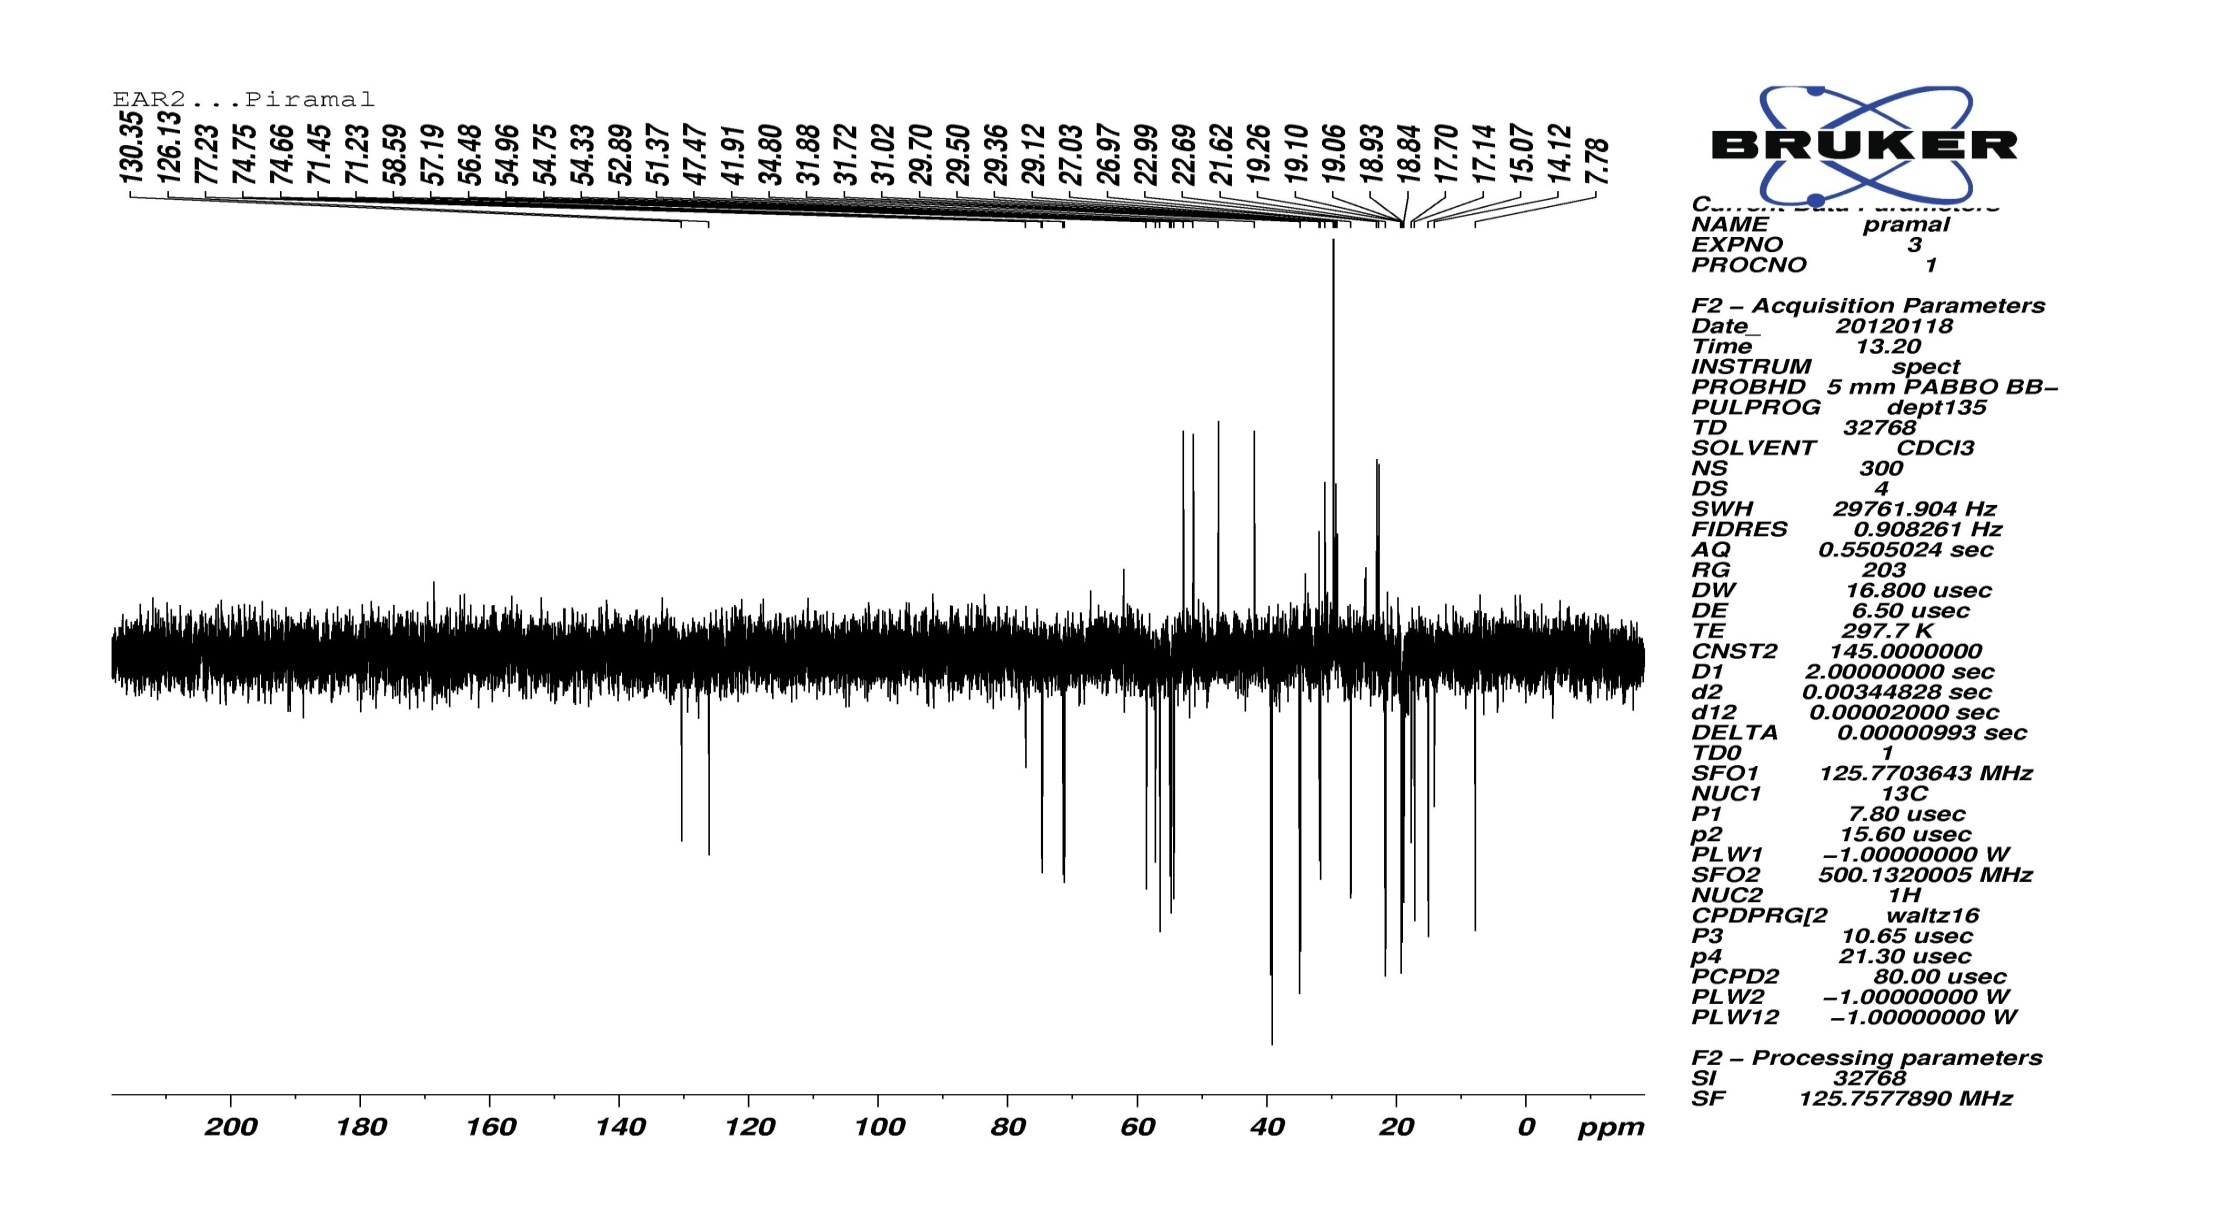 EAR2...Piramal
130.35
126.13
77.23
74.75
74.66
71.45
71.23
58.59
57.19
56.48
54.96
54.75
54.33
52.89
51.37
47.47
41.91
34.80
31.88
31.72
31.02
29.70
29.50
29.36
29.12
27.03
26.97
22.99
22.69
21.62
19.26
19.10
19.06
18.93
18.84
17.70
17.14
15.07
14.12
7.78
BRUKER
Current Data Parameters
NAME pramal
EXPNO 3
PROCNO 1
F2 – Acquisition Parameters
Date_ 20120118
Time 13.20
INSTRUM spect
PROBHD 5 mm PABBO BB–
PULPROG dept135
TD 32768
SOLVENT CDCl3
NS 300
DS 4
SWH 29761.904 Hz
FIDRES 0.908261 Hz
AQ 0.5505024 sec
RG 203
DW 16.800 usec
DE 6.50 usec
TE 297.7 K
CNST2 145.0000000
D1 2.00000000 sec
d2 0.00344828 sec
d12 0.00002000 sec
DELTA 0.00000993 sec
TD0 1
SFO1 125.7703643 MHz
NUC1 13C
P1 7.80 usec
p2 15.60 usec
PLW1 –1.00000000 W
SFO2 500.1320005 MHz
NUC2 1H
CPDPRG[2 waltz16
P3 10.65 usec
p4 21.30 usec
PCPD2 80.00 usec
PLW2 –1.00000000 W
PLW12 –1.00000000 W
F2 – Processing parameters
SI 32768
SF 125.7577890 MHz
200 180 160 140 120 100 80 60 40 20 0 ppm